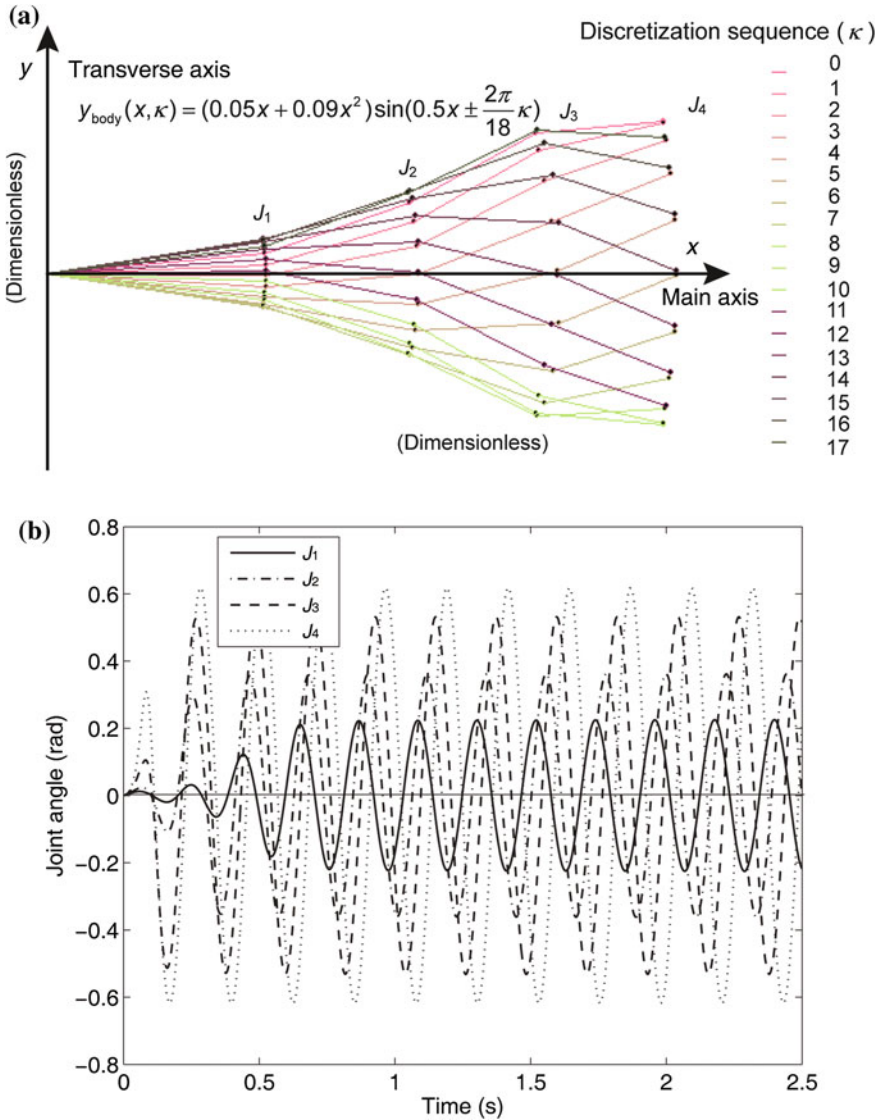 (a)
y
Transverse axis
y_body(x,κ) = (0.05x + 0.09x²)sin(0.5x ± 2π/18 κ)
Discretization sequence (κ)
J₁
J₂
J₃
J₄
x
Main axis
(Dimensionless)
(Dimensionless)
0
1
2
3
4
5
6
7
8
9
10
11
12
13
14
15
16
17
(b)
J₁
J₂
J₃
J₄
0.8
0.6
0.4
0.2
0
-0.2
-0.4
-0.6
-0.8
Joint angle (rad)
0
0.5
1
1.5
2
2.5
Time (s)